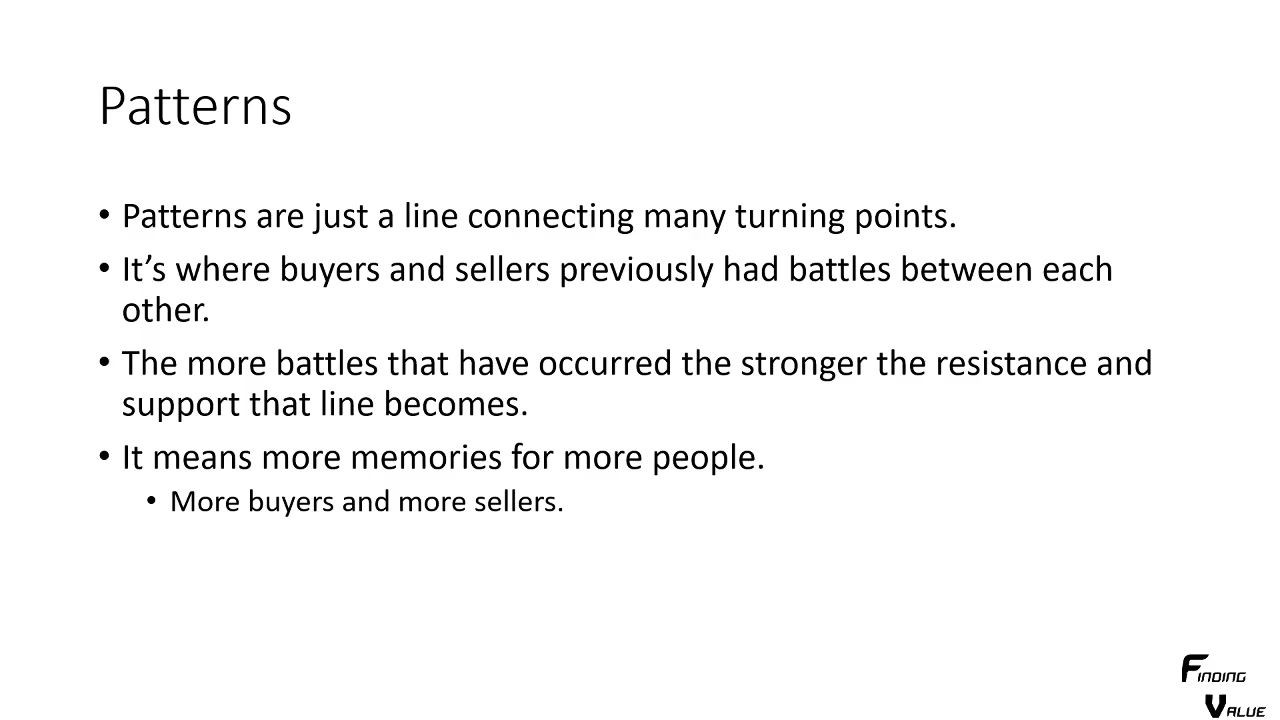 Patterns
• Patterns are just a line connecting many turning points.
• It’s where buyers and sellers previously had battles between each
other.
• The more battles that have occurred the stronger the resistance and
support that line becomes.
• It means more memories for more people.
• More buyers and more sellers.
Finding
Value